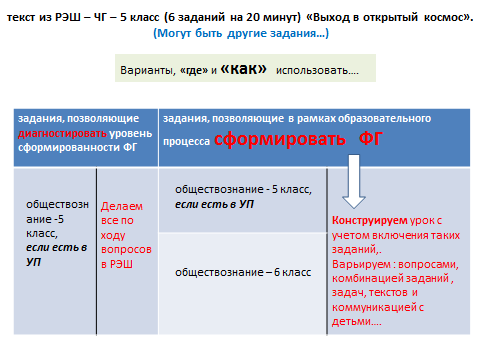 текст из РЭШ – ЧГ – 5 класс (6 заданий на 20 минут) «Выход в открытый космос».
(Могут быть другие задания…)
Варианты, «где» и «как» использовать….
задания, позволяющие
диагностировать уровень
сформированности ФГ
задания, позволяющие в рамках образовательного
процесса сформировать ФГ
обществозн
ание -5
класс,
если есть в
УП
Делаем
все по
ходу
вопросов
в РЭШ
обществознание - 5 класс,
если есть в УП
обществознание – 6 класс
Конструируем урок с
учетом включения таких
заданий,.
Варьируем : вопросами,
комбинацией заданий ,
задач, текстов и
коммуникацией с
детьми….